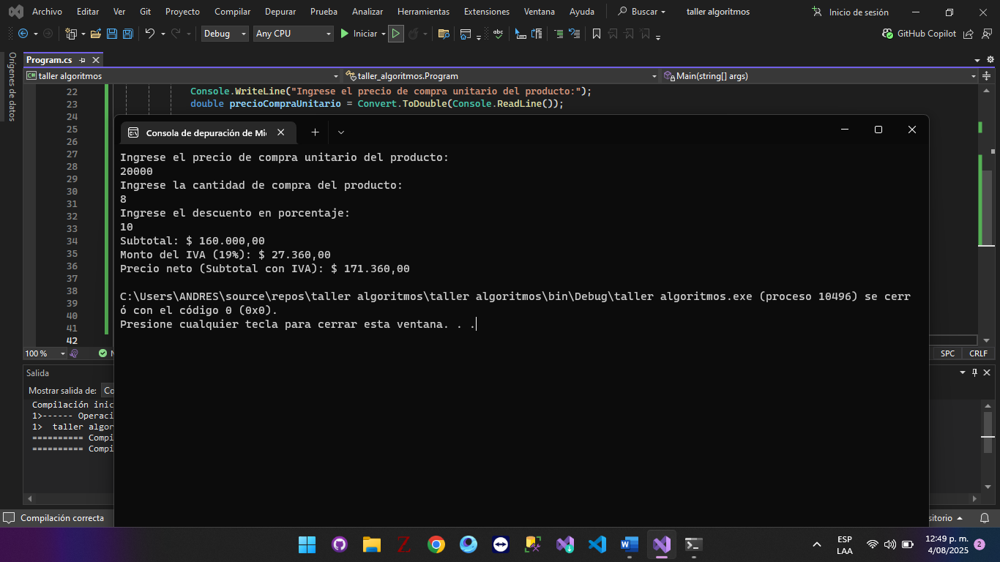 Archivo Editar Ver Git Proyecto Compilar Depurar Prueba Analizar Herramientas Extensiones Ventana Ayuda Buscar taller algoritmos Inicio de sesión
Debug Any CPU Iniciar GitHub Copilot
Orígenes de datos
Program.cs
taller algoritmos taller_algoritmos.Program Main(string[] args)
22 Console.WriteLine("Ingrese el precio de compra unitario del producto:");
23 double precioCompraUnitario = Convert.ToDouble(Console.ReadLine());
24
25
26
27
28
29
30
31
32
33
34
35
36
37
38
39
40
41
42
Consola de depuración de Mi
Ingrese el precio de compra unitario del producto:
20000
Ingrese la cantidad de compra del producto:
8
Ingrese el descuento en porcentaje:
10
Subtotal: $ 160.000,00
Monto del IVA (19%): $ 27.360,00
Precio neto (Subtotal con IVA): $ 171.360,00
C:\Users\ANDRES\source\repos\taller algoritmos\taller algoritmos\bin\Debug\taller algoritmos.exe (proceso 10496) se cerr
ó con el código 0 (0x0).
Presione cualquier tecla para cerrar esta ventana. . .
100 % N SPC CRLF
Salida
Mostrar salida de: Co
Compilación inic
1>------ Operaci
1> taller algor
========== Compi
========== Compi
Compilación correcta sitorio
ESP
LAA
12:49 p. m.
4/08/2025
2